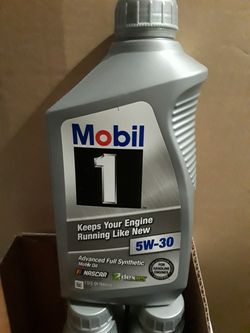 Mobil
1
Keeps Your Engine
Running Like New
5W-30
Advanced Full Synthetic
Motor Oil
NASCAR
dexos